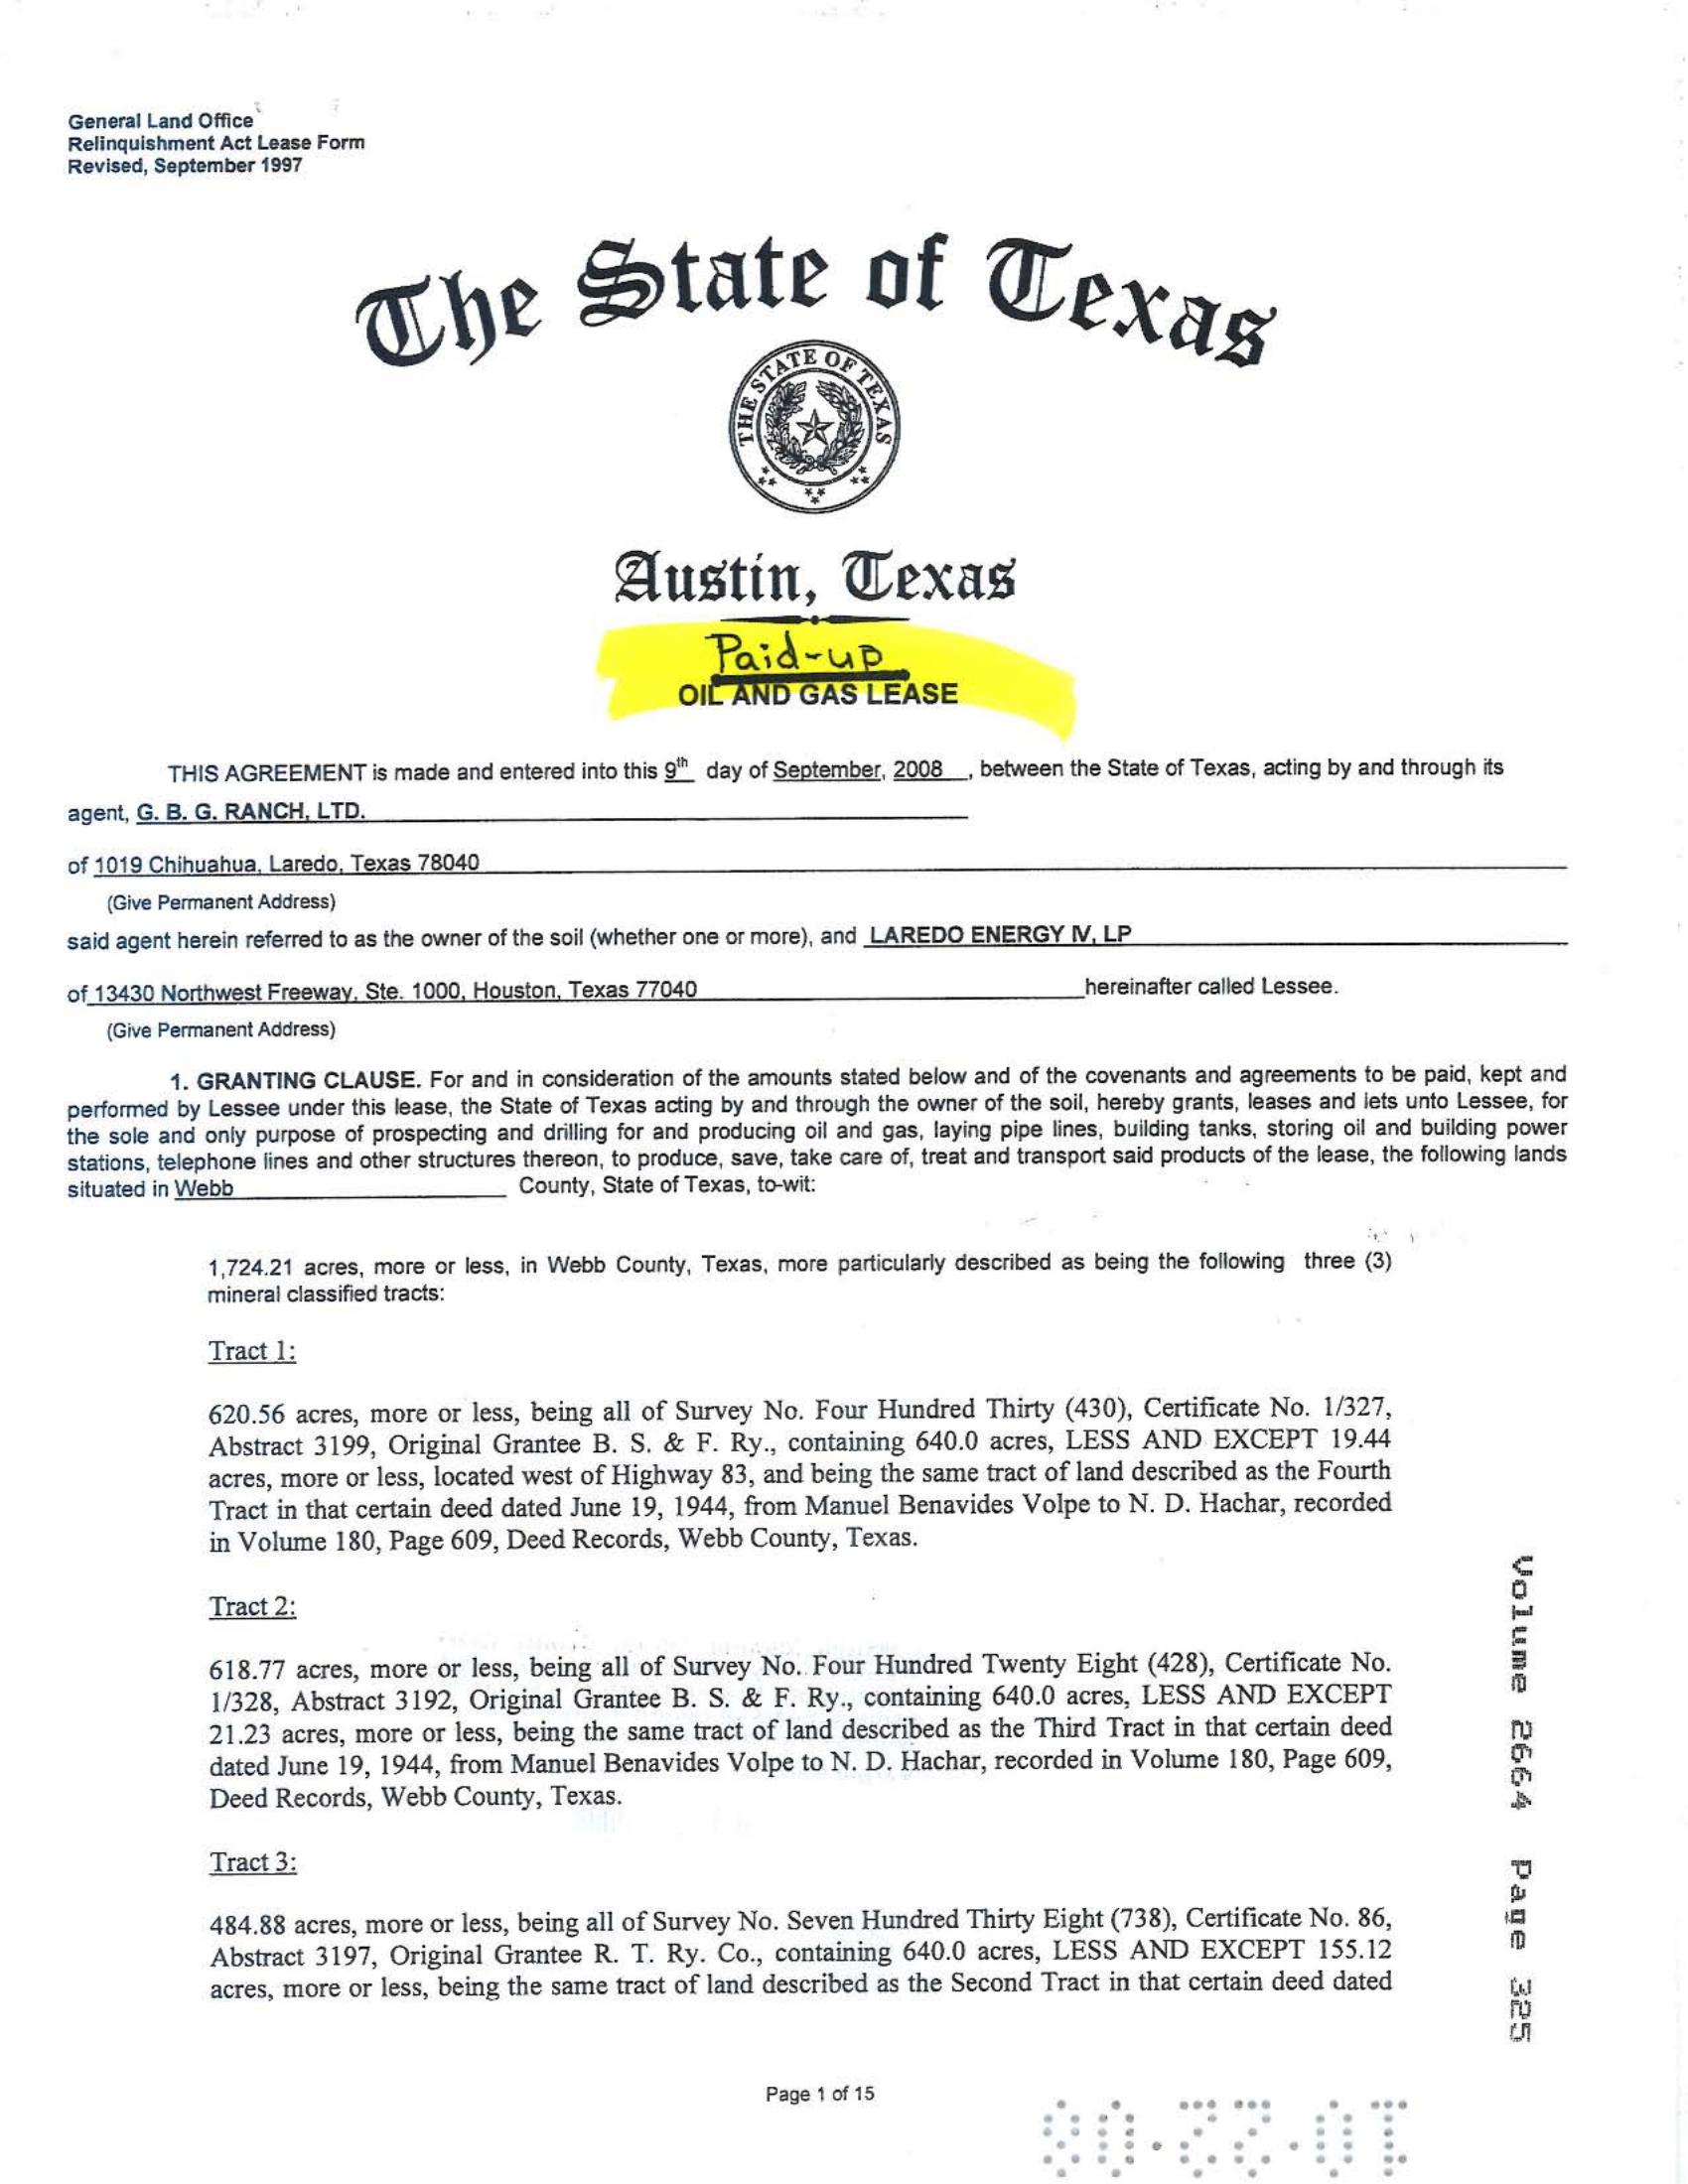 General Land Office
Relinquishment Act Lease Form
Revised, September 1997
The State of Texas
THE STATE OF TEXAS
Austin, Texas
Paid-up
OIL AND GAS LEASE
THIS AGREEMENT is made and entered into this 9th day of September, 2008 , between the State of Texas, acting by and through its
agent, G. B. G. RANCH, LTD.
of 1019 Chihuahua, Laredo, Texas 78040
(Give Permanent Address)
said agent herein referred to as the owner of the soil (whether one or more), and LAREDO ENERGY IV, LP
of 13430 Northwest Freeway, Ste. 1000, Houston, Texas 77040 hereinafter called Lessee.
(Give Permanent Address)
1. GRANTING CLAUSE. For and in consideration of the amounts stated below and of the covenants and agreements to be paid, kept and
performed by Lessee under this lease, the State of Texas acting by and through the owner of the soil, hereby grants, leases and lets unto Lessee, for
the sole and only purpose of prospecting and drilling for and producing oil and gas, laying pipe lines, building tanks, storing oil and building power
stations, telephone lines and other structures thereon, to produce, save, take care of, treat and transport said products of the lease, the following lands
situated in Webb County, State of Texas, to-wit:
1,724.21 acres, more or less, in Webb County, Texas, more particularly described as being the following three (3)
mineral classified tracts:
Tract 1:
620.56 acres, more or less, being all of Survey No. Four Hundred Thirty (430), Certificate No. 1/327,
Abstract 3199, Original Grantee B. S. & F. Ry., containing 640.0 acres, LESS AND EXCEPT 19.44
acres, more or less, located west of Highway 83, and being the same tract of land described as the Fourth
Tract in that certain deed dated June 19, 1944, from Manuel Benavides Volpe to N. D. Hachar, recorded
in Volume 180, Page 609, Deed Records, Webb County, Texas.
Tract 2:
618.77 acres, more or less, being all of Survey No. Four Hundred Twenty Eight (428), Certificate No.
1/328, Abstract 3192, Original Grantee B. S. & F. Ry., containing 640.0 acres, LESS AND EXCEPT
21.23 acres, more or less, being the same tract of land described as the Third Tract in that certain deed
dated June 19, 1944, from Manuel Benavides Volpe to N. D. Hachar, recorded in Volume 180, Page 609,
Deed Records, Webb County, Texas.
Tract 3:
484.88 acres, more or less, being all of Survey No. Seven Hundred Thirty Eight (738), Certificate No. 86,
Abstract 3197, Original Grantee R. T. Ry. Co., containing 640.0 acres, LESS AND EXCEPT 155.12
acres, more or less, being the same tract of land described as the Second Tract in that certain deed dated
Volume 2664 Page 325
Page 1 of 15
10-22-08